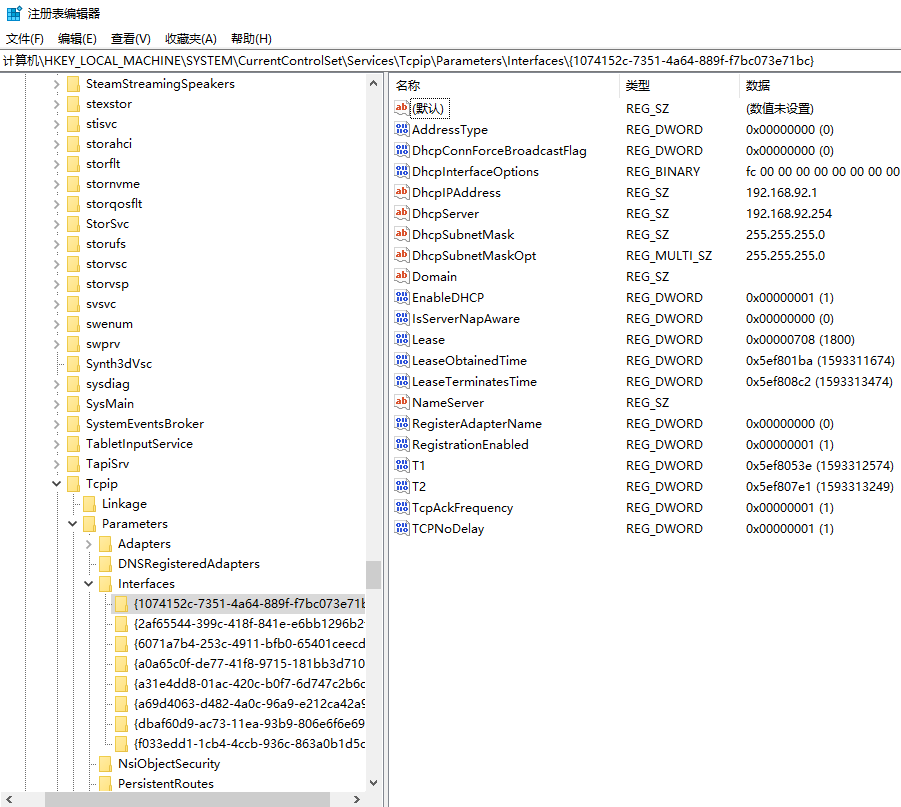 注册表编辑器
文件(F) 编辑(E) 查看(V) 收藏夹(A) 帮助(H)
计算机\HKEY_LOCAL_MACHINE\SYSTEM\CurrentControlSet\Services\Tcpip\Parameters\Interfaces\{1074152c-7351-4a64-889f-f7bc073e71bc}
SteamStreamingSpeakers
stexstor
stisvc
storahci
storflt
stornvme
storqosflt
StorSvc
storufs
storvsc
storvsp
svsvc
swenum
swprv
Synth3dVsc
sysdiag
SysMain
SystemEventsBroker
TabletInputService
TapiSrv
Tcpip
Linkage
Parameters
Adapters
DNSRegisteredAdapters
Interfaces
{1074152c-7351-4a64-889f-f7bc073e71b
{2af65544-399c-418f-841e-e6bb1296b2
{6071a7b4-253c-4911-bfb0-65401ceecd
{a0a65c0f-de77-41f8-9715-181bb3d710
{a31e4dd8-01ac-420c-b0f7-6d747c2b6c
{a69d4063-d482-4a0c-96a9-e212ca42a9
{dbaf60d9-ac73-11ea-93b9-806e6f6e69
{f033edd1-1cb4-4ccb-936c-863a0b1d5c
NsiObjectSecurity
PersistentRoutes
名称 类型 数据
(默认) REG_SZ (数值未设置)
AddressType REG_DWORD 0x00000000 (0)
DhcpConnForceBroadcastFlag REG_DWORD 0x00000000 (0)
DhcpInterfaceOptions REG_BINARY fc 00 00 00 00 00 00 00 00
DhcpIPAddress REG_SZ 192.168.92.1
DhcpServer REG_SZ 192.168.92.254
DhcpSubnetMask REG_SZ 255.255.255.0
DhcpSubnetMaskOpt REG_MULTI_SZ 255.255.255.0
Domain REG_SZ
EnableDHCP REG_DWORD 0x00000001 (1)
IsServerNapAware REG_DWORD 0x00000000 (0)
Lease REG_DWORD 0x00000708 (1800)
LeaseObtainedTime REG_DWORD 0x5ef801ba (1593311674)
LeaseTerminatesTime REG_DWORD 0x5ef808c2 (1593313474)
NameServer REG_SZ
RegisterAdapterName REG_DWORD 0x00000000 (0)
RegistrationEnabled REG_DWORD 0x00000001 (1)
T1 REG_DWORD 0x5ef8053e (1593312574)
T2 REG_DWORD 0x5ef807e1 (1593313249)
TcpAckFrequency REG_DWORD 0x00000001 (1)
TCPNoDelay REG_DWORD 0x00000001 (1)